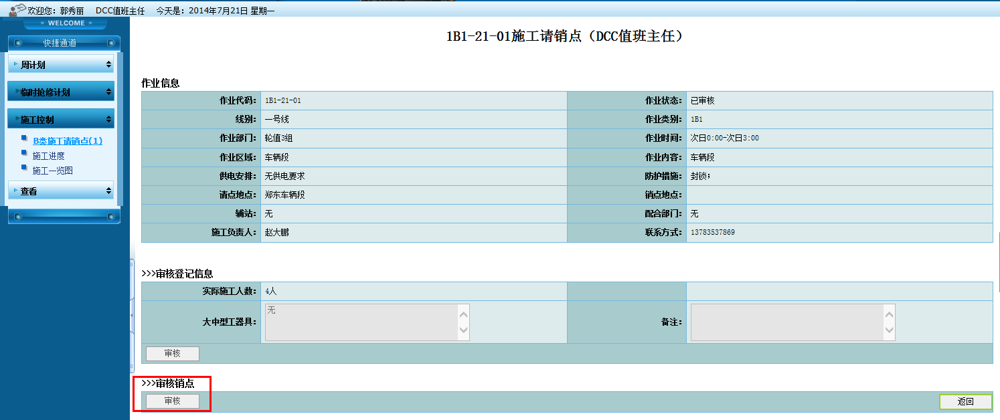 欢迎您：郭秀丽 DCC值班主任 今天是：2014年7月21日 星期一
= WELCOME =
快捷通道
周计划
临时抢修计划
施工控制
B类施工请销点(1)
施工进度
施工一览图
查看
1B1-21-01施工请销点（DCC值班主任）
作业信息
作业代码： 1B1-21-01 作业状态： 已审核
线别： 一号线 作业类别： 1B1
作业部门： 轮值3组 作业时间： 次日0:00-次日3:00
作业区域： 车辆段 作业内容： 车辆段
供电安排： 无供电要求 防护措施： 封锁;
请点地点： 郑东车辆段 销点地点：
辅站： 无 配合部门： 无
施工负责人： 赵大鹏 联系方式： 13783537869
>>>审核登记信息
实际施工人数： 4人
大中型工器具： 无 备注：
审核
>>>审核销点
审核 返回